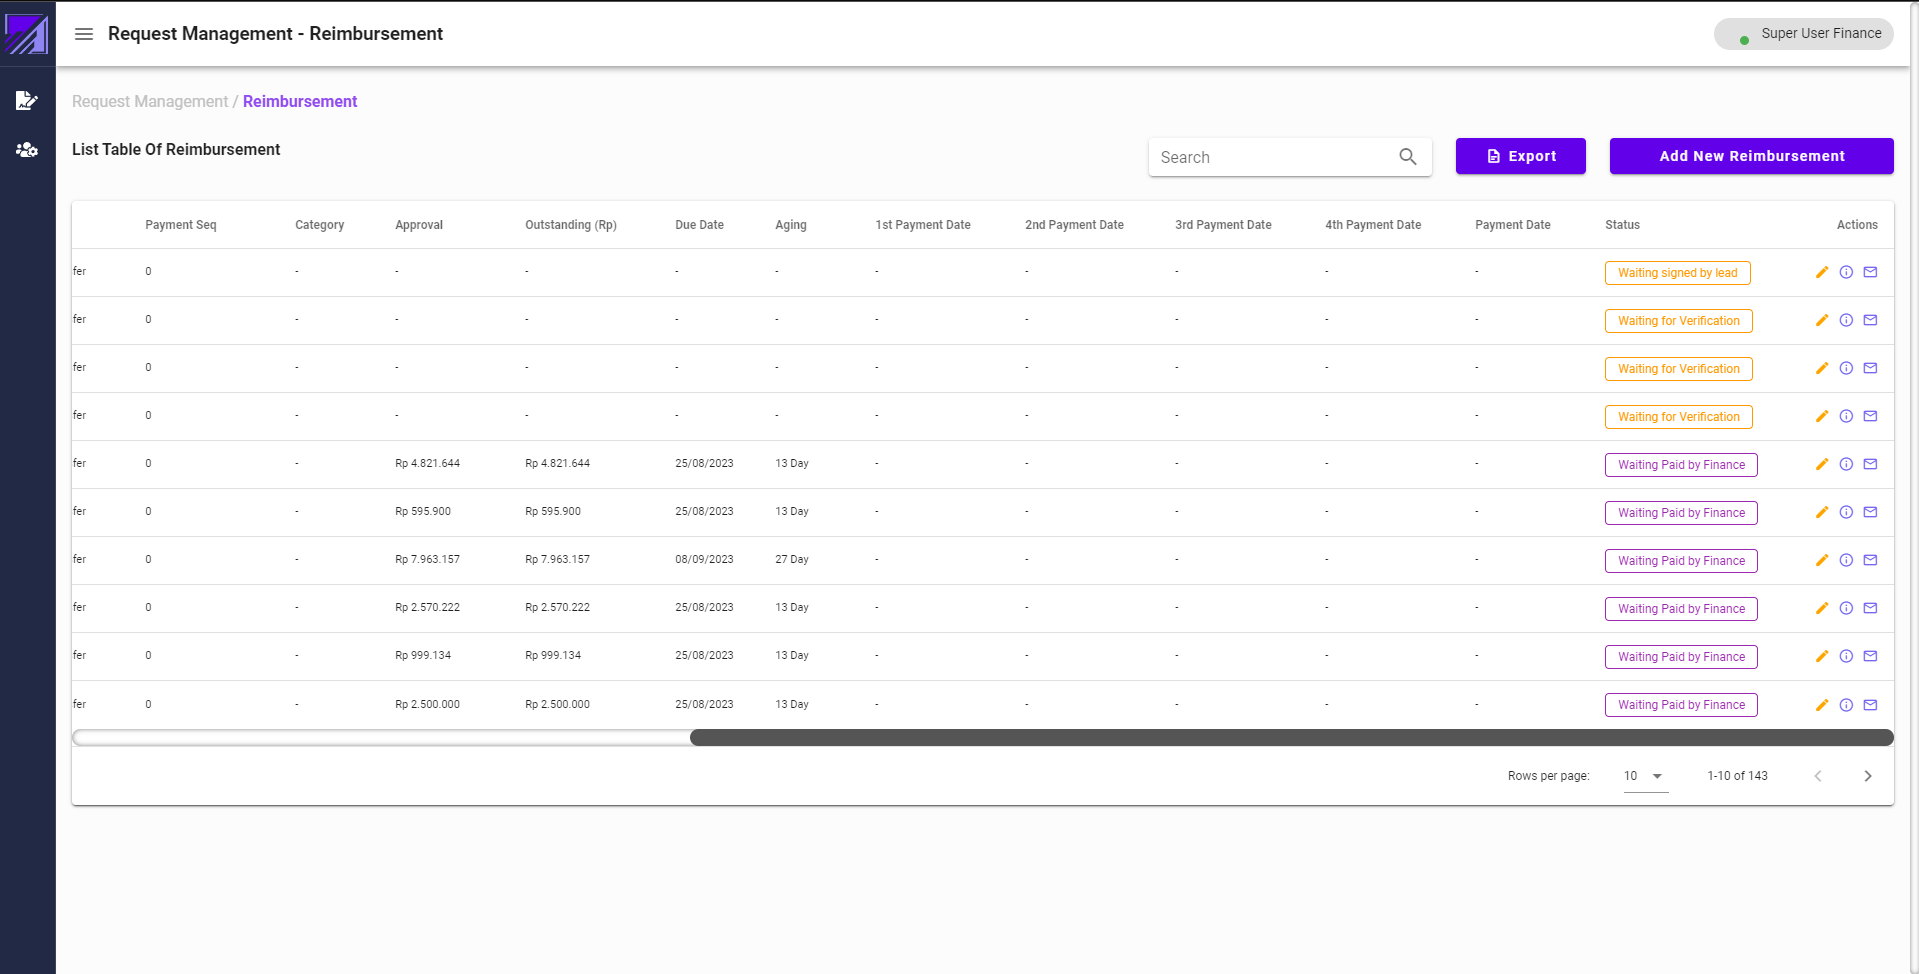 Request Management - Reimbursement
Super User Finance
Request Management / Reimbursement
List Table Of Reimbursement
Search
Export
Add New Reimbursement
Payment Seq Category Approval Outstanding (Rp) Due Date Aging 1st Payment Date 2nd Payment Date 3rd Payment Date 4th Payment Date Payment Date Status Actions
fer 0 - - - - - - - - - - Waiting signed by lead
fer 0 - - - - - - - - - - Waiting for Verification
fer 0 - - - - - - - - - - Waiting for Verification
fer 0 - - - - - - - - - - Waiting for Verification
fer 0 - Rp 4.821.644 Rp 4.821.644 25/08/2023 13 Day - - - - - Waiting Paid by Finance
fer 0 - Rp 595.900 Rp 595.900 25/08/2023 13 Day - - - - - Waiting Paid by Finance
fer 0 - Rp 7.963.157 Rp 7.963.157 08/09/2023 27 Day - - - - - Waiting Paid by Finance
fer 0 - Rp 2.570.222 Rp 2.570.222 25/08/2023 13 Day - - - - - Waiting Paid by Finance
fer 0 - Rp 999.134 Rp 999.134 25/08/2023 13 Day - - - - - Waiting Paid by Finance
fer 0 - Rp 2.500.000 Rp 2.500.000 25/08/2023 13 Day - - - - - Waiting Paid by Finance
Rows per page: 10 1-10 of 143